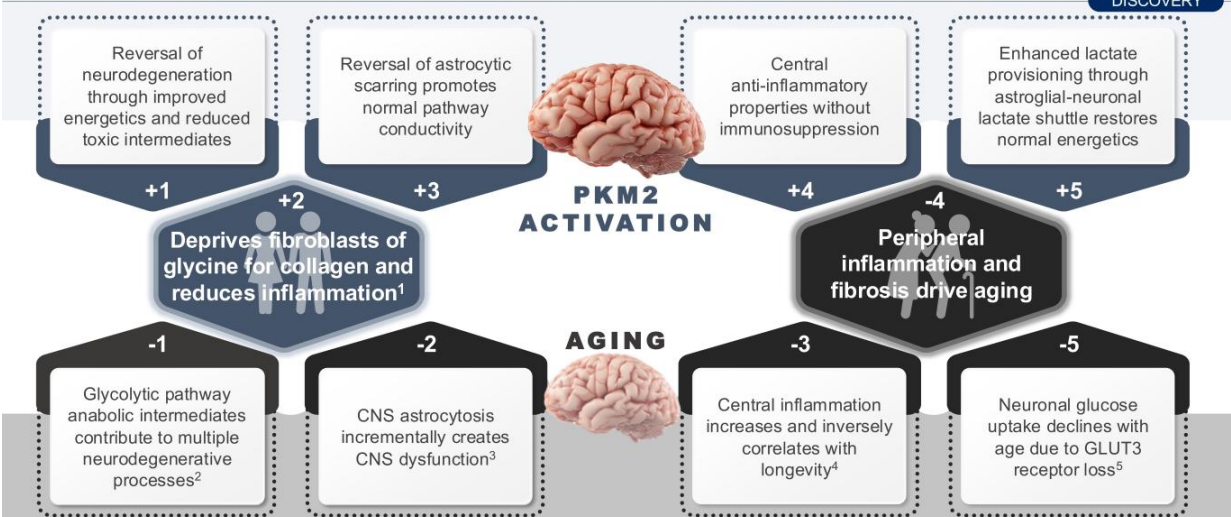 DISCOVERY
Reversal of
neurodegeneration
through improved
energetics and reduced
toxic intermediates
+1
Reversal of astrocytic
scarring promotes
normal pathway
conductivity
+3
Central
anti-inflammatory
properties without
immunosuppression
+4
Enhanced lactate
provisioning through
astroglial-neuronal
lactate shuttle restores
normal energetics
+5
PKM2
ACTIVATION
+2
Deprives fibroblasts of
glycine for collagen and
reduces inflammation¹
-4
Peripheral
inflammation and
fibrosis drive aging
AGING
-1
Glycolytic pathway
anabolic intermediates
contribute to multiple
neurodegenerative
processes²
-2
CNS astrocytosis
incrementally creates
CNS dysfunction³
-3
Central inflammation
increases and inversely
correlates with
longevity⁴
-5
Neuronal glucose
uptake declines with
age due to GLUT3
receptor loss⁵